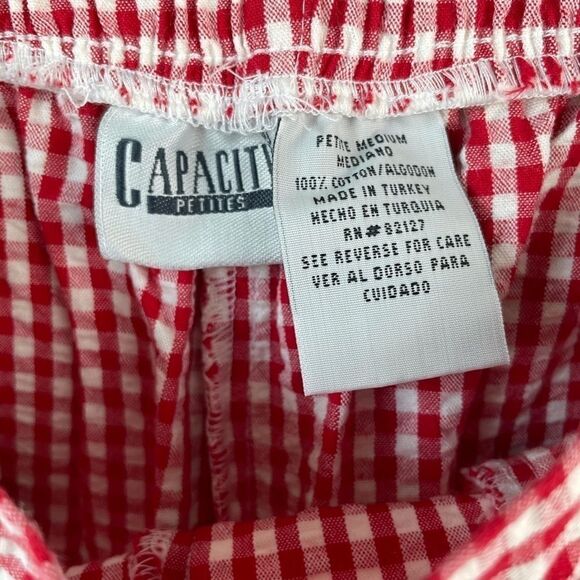 CAPACITY
PETITES
PETITE MEDIUM
MEDIANO
100% COTTON/ALGODON
MADE IN TURKEY
HECHO EN TURQUIA
RN# 82127
SEE REVERSE FOR CARE
VER AL DORSO PARA
CUIDADO